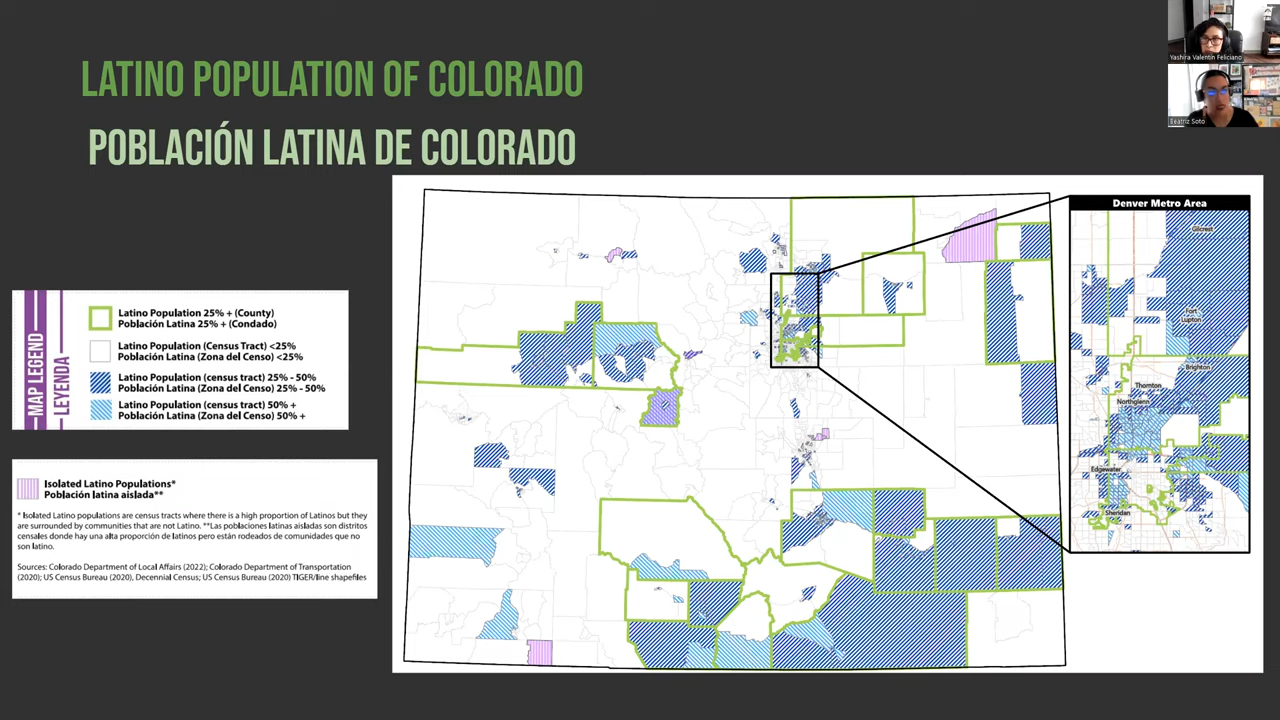 LATINO POPULATION OF COLORADO
POBLACIÓN LATINA DE COLORADO
Yashira Valentín Feliciano
Beatriz Soto
MAP LEGEND
LEYENDA
Latino Population 25% + (County)
Población Latina 25% + (Condado)
Latino Population (Census Tract) <25%
Población Latina (Zona del Censo) <25%
Latino Population (census tract) 25% - 50%
Población Latina (Zona del Censo) 25% - 50%
Latino Population (census tract) 50% +
Población Latina (Zona del Censo) 50% +
Isolated Latino Populations*
Población latina aislada**
* Isolated Latino populations are census tracts where there is a high proportion of Latinos but they
are surrounded by communities that are not Latino. **Las poblaciones latinas aisladas son distritos
censales donde hay una alta proporción de latinos pero están rodeados de comunidades que no
son latino.
Sources: Colorado Department of Local Affairs (2022); Colorado Department of Transportation
(2020); US Census Bureau (2020), Decennial Census; US Census Bureau (2020) TIGER/line shapefiles
Denver Metro Area
Gilcrest
Fort
Lupton
Brighton
Thornton
Northglenn
Edgewater
Sheridan